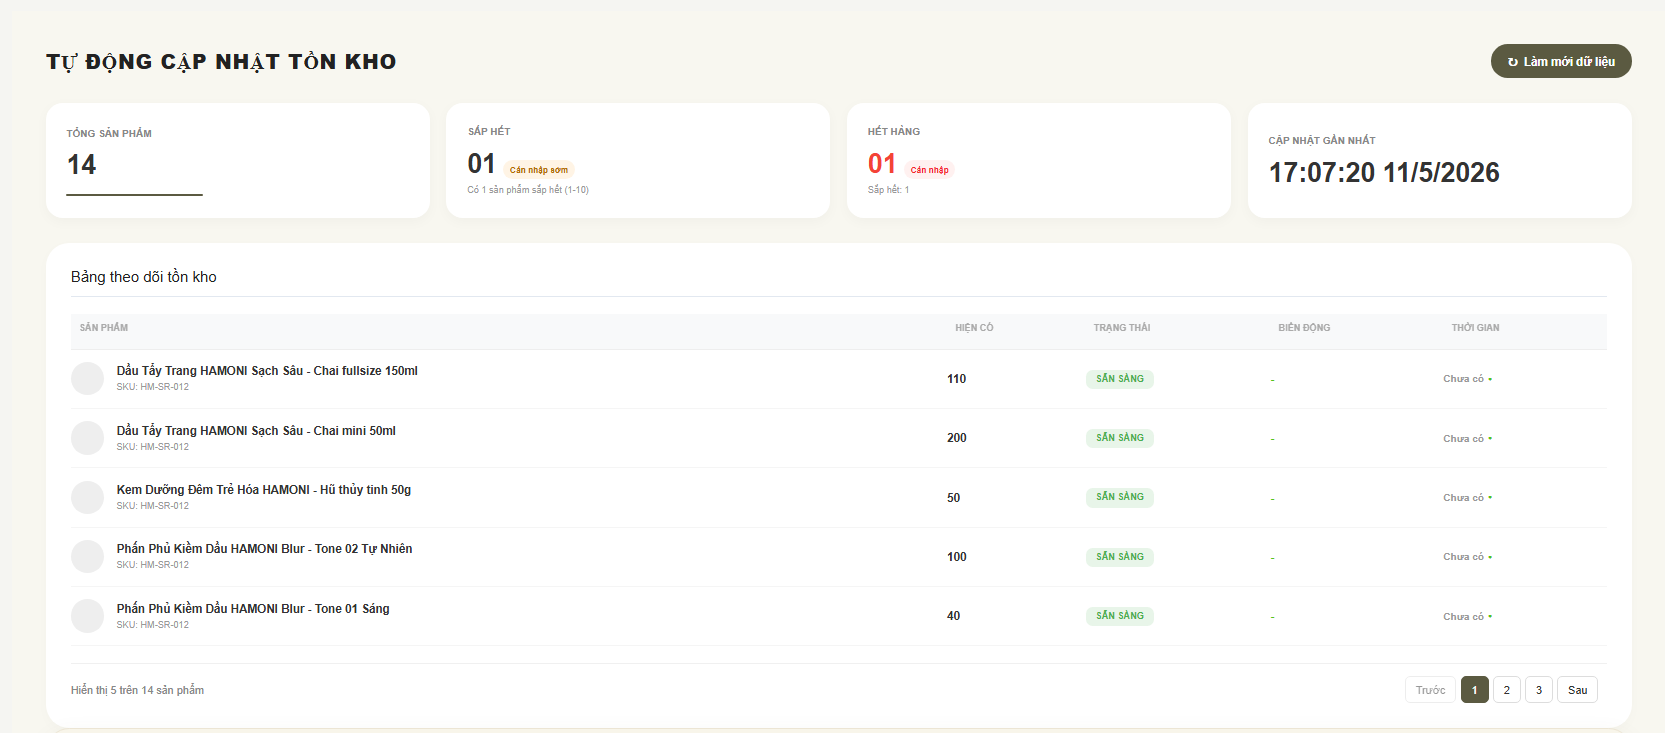 TỰ ĐỘNG CẬP NHẬT TỒN KHO
↻ Làm mới dữ liệu
TỔNG SẢN PHẨM
14
SẮP HẾT
01 Cần nhập sớm
Có 1 sản phẩm sắp hết (1-10)
HẾT HÀNG
01 Cần nhập
Sắp hết: 1
CẬP NHẬT GẦN NHẤT
17:07:20 11/5/2026
Bảng theo dõi tồn kho
SẢN PHẨM HIỆN CÓ TRẠNG THÁI BIẾN ĐỘNG THỜI GIAN
Dầu Tẩy Trang HAMONI Sạch Sâu - Chai fullsize 150ml
SKU: HM-SR-012
110 SẴN SÀNG - Chưa có •
Dầu Tẩy Trang HAMONI Sạch Sâu - Chai mini 50ml
SKU: HM-SR-012
200 SẴN SÀNG - Chưa có •
Kem Dưỡng Đêm Trẻ Hóa HAMONI - Hũ thủy tinh 50g
SKU: HM-SR-012
50 SẴN SÀNG - Chưa có •
Phấn Phủ Kiềm Dầu HAMONI Blur - Tone 02 Tự Nhiên
SKU: HM-SR-012
100 SẴN SÀNG - Chưa có •
Phấn Phủ Kiềm Dầu HAMONI Blur - Tone 01 Sáng
SKU: HM-SR-012
40 SẴN SÀNG - Chưa có •
Hiển thị 5 trên 14 sản phẩm
Trước 1 2 3 Sau